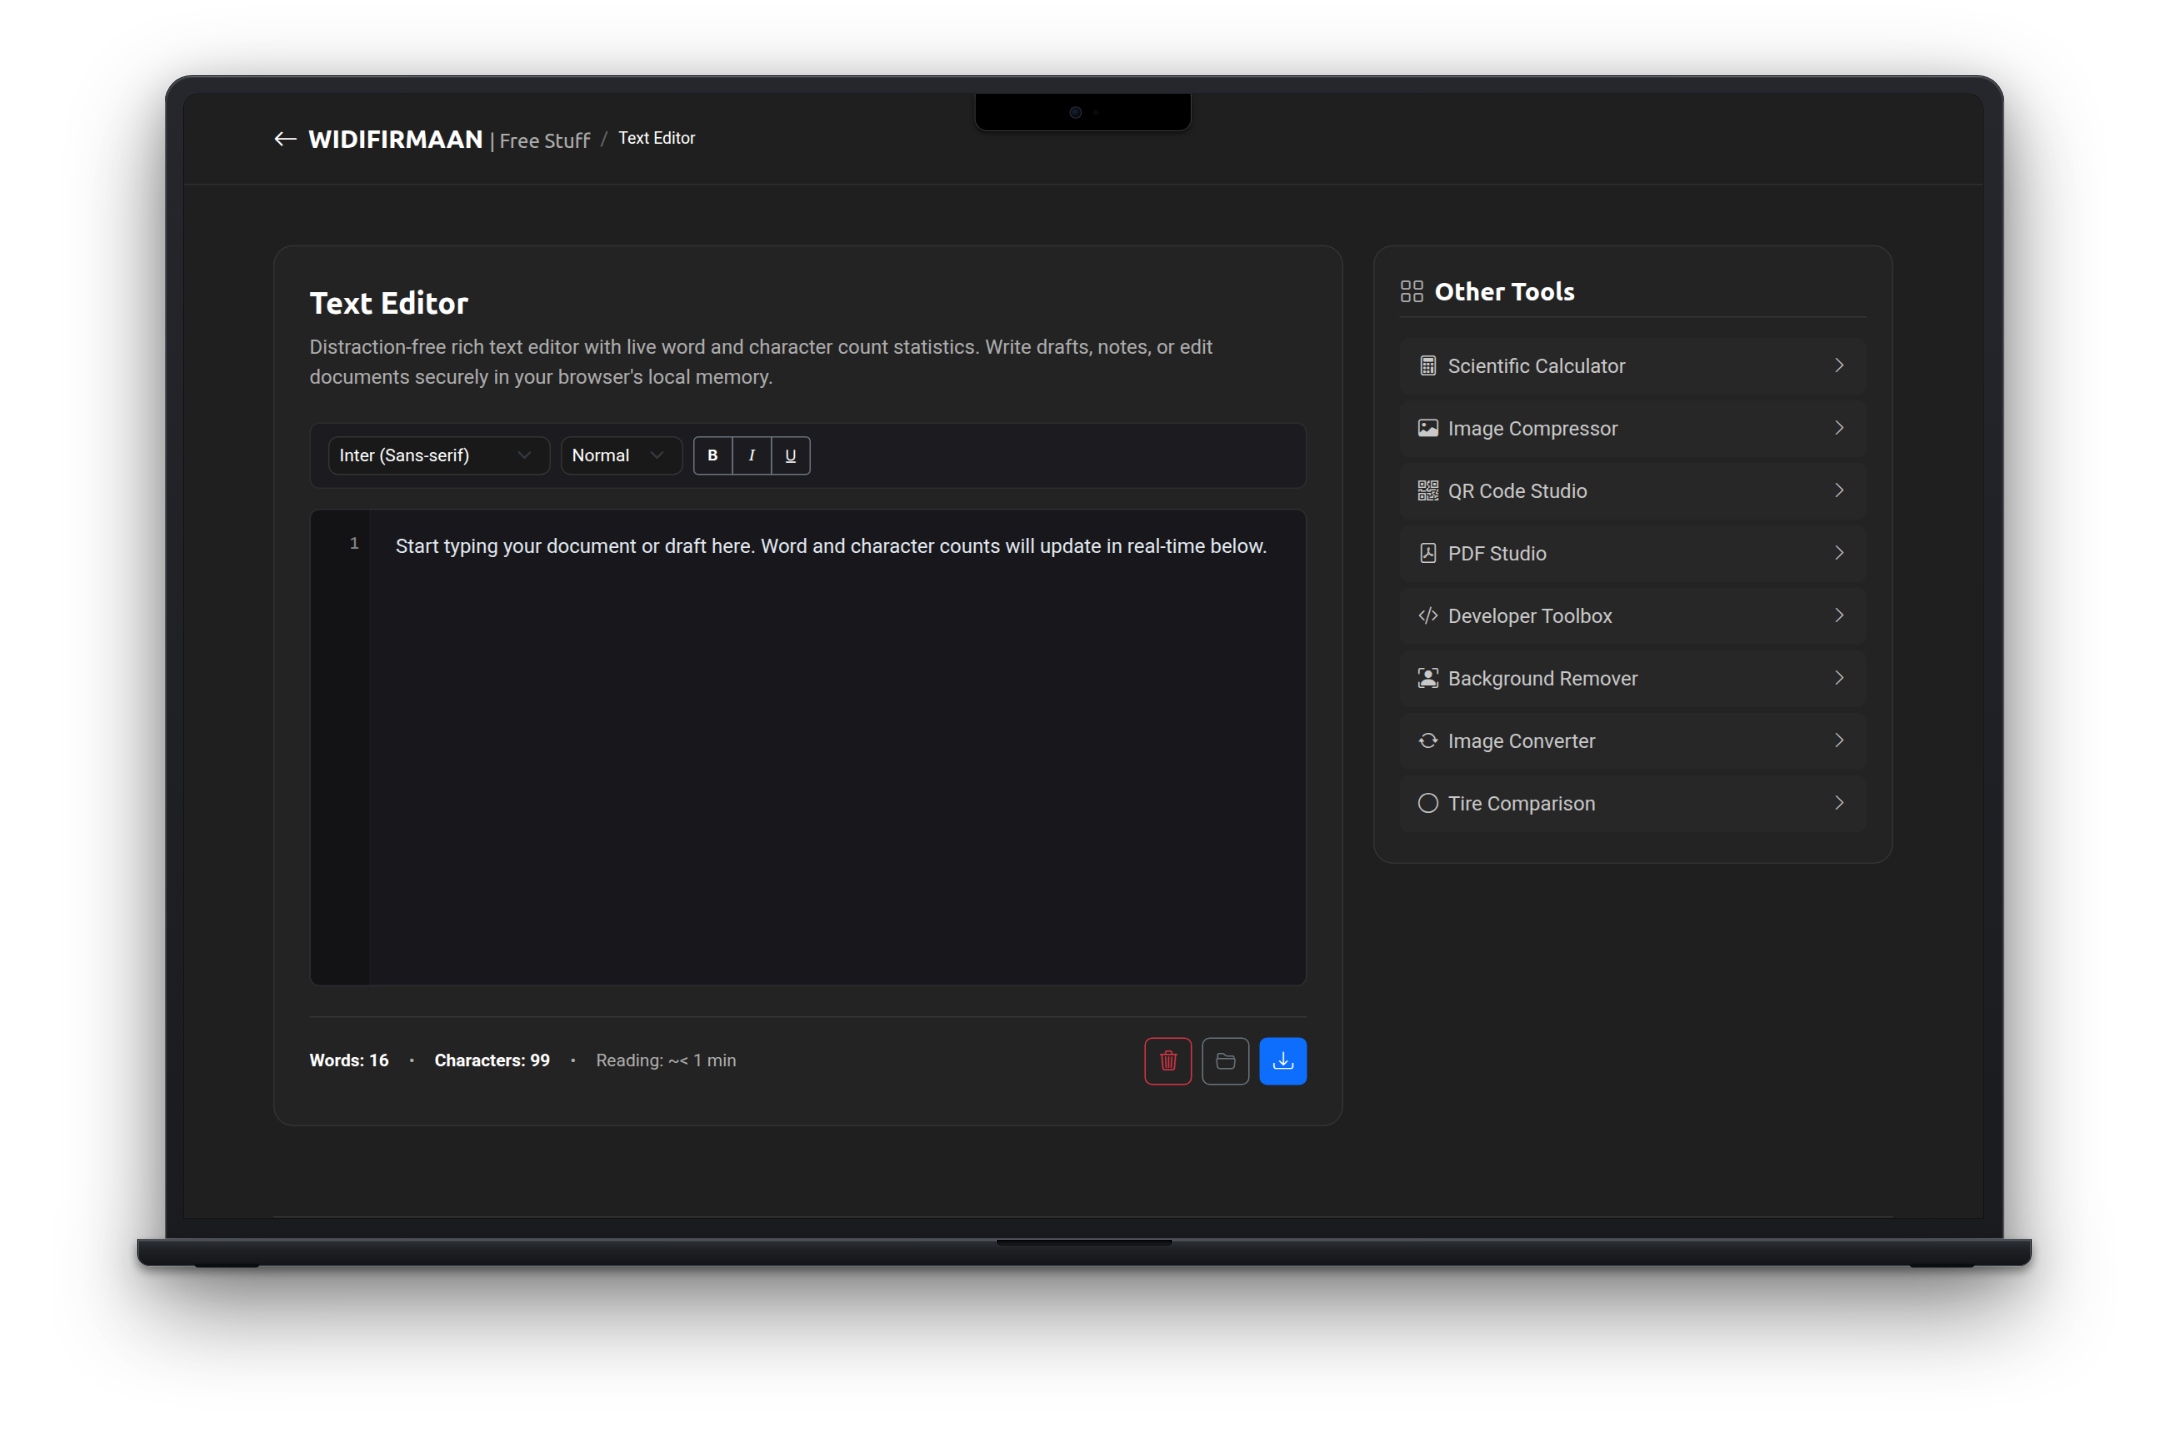 WIDIFIRMAAN | Free Stuff / Text Editor
Text Editor
Distraction-free rich text editor with live word and character count statistics. Write drafts, notes, or edit
documents securely in your browser's local memory.
Inter (Sans-serif) Normal B I U
1 Start typing your document or draft here. Word and character counts will update in real-time below.
Words: 16 · Characters: 99 · Reading: ~< 1 min
Other Tools
Scientific Calculator
Image Compressor
QR Code Studio
PDF Studio
Developer Toolbox
Background Remover
Image Converter
Tire Comparison